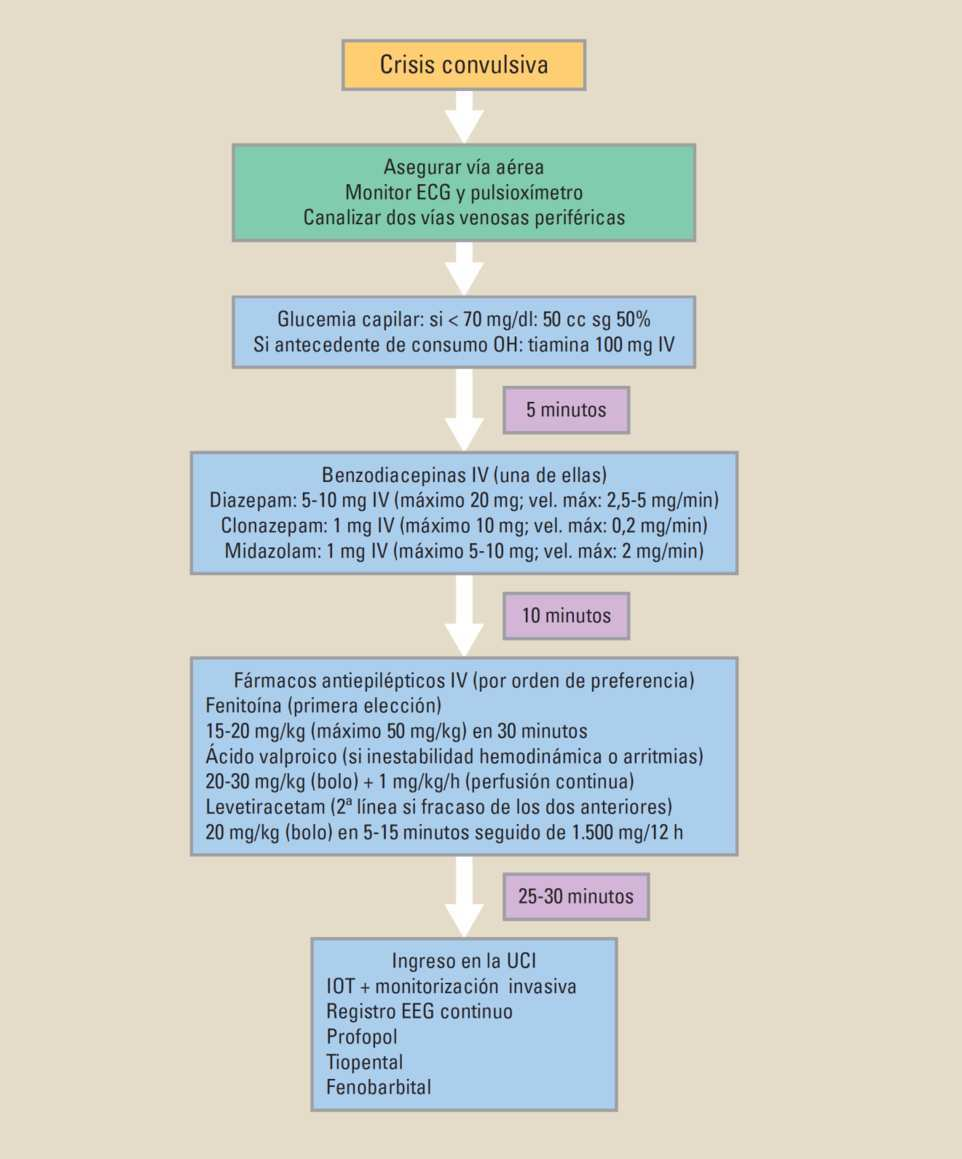 Crisis convulsiva
Asegurar vía aérea
Monitor ECG y pulsioxímetro
Canalizar dos vías venosas periféricas
Glucemia capilar: si < 70 mg/dl: 50 cc sg 50%
Si antecedente de consumo OH: tiamina 100 mg IV
5 minutos
Benzodiacepinas IV (una de ellas)
Diazepam: 5-10 mg IV (máximo 20 mg; vel. máx: 2,5-5 mg/min)
Clonazepam: 1 mg IV (máximo 10 mg; vel. máx: 0,2 mg/min)
Midazolam: 1 mg IV (máximo 5-10 mg; vel. máx: 2 mg/min)
10 minutos
Fármacos antiepilépticos IV (por orden de preferencia)
Fenitoína (primera elección)
15-20 mg/kg (máximo 50 mg/kg) en 30 minutos
Ácido valproico (si inestabilidad hemodinámica o arritmias)
20-30 mg/kg (bolo) + 1 mg/kg/h (perfusión continua)
Levetiracetam (2ª línea si fracaso de los dos anteriores)
20 mg/kg (bolo) en 5-15 minutos seguido de 1.500 mg/12 h
25-30 minutos
Ingreso en la UCI
IOT + monitorización invasiva
Registro EEG continuo
Profopol
Tiopental
Fenobarbital